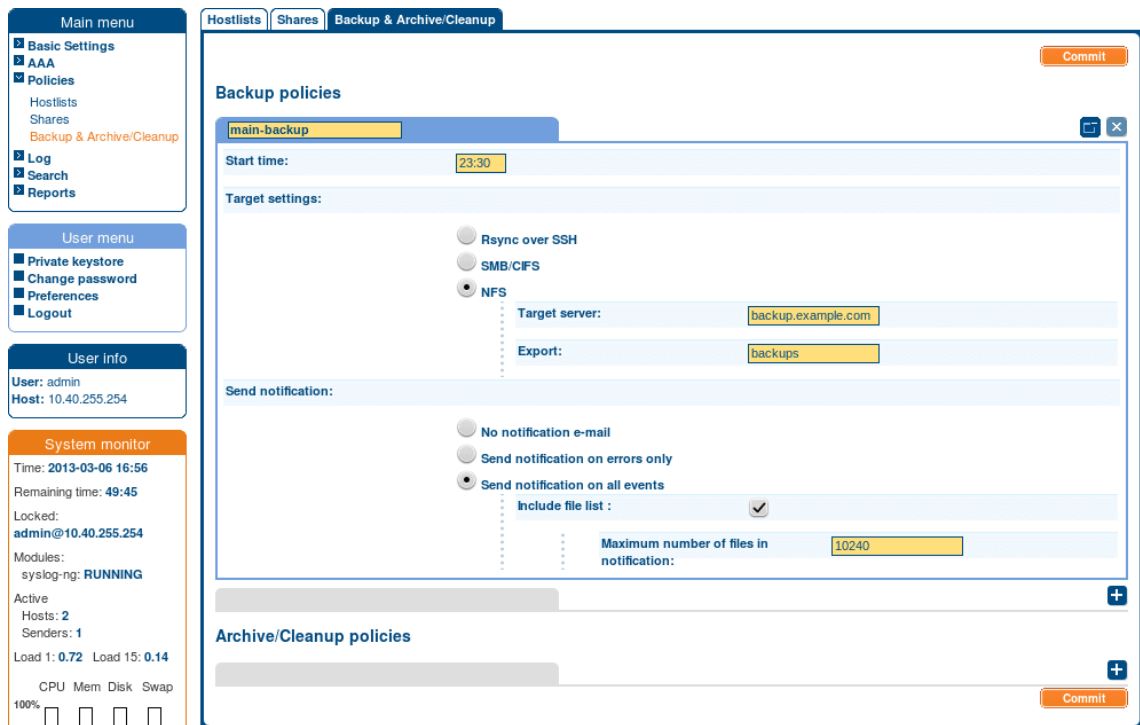 Main menu
Basic Settings
AAA
Policies
Hostlists
Shares
Backup & Archive/Cleanup
Log
Search
Reports
User menu
Private keystore
Change password
Preferences
Logout
User info
User: admin
Host: 10.40.255.254
System monitor
Time: 2013-03-06 16:56
Remaining time: 49:45
Locked:
admin@10.40.255.254
Modules:
syslog-ng: RUNNING
Active
Hosts: 2
Senders: 1
Load 1: 0.72 Load 15: 0.14
CPU Mem Disk Swap
100%
Hostlists Shares Backup & Archive/Cleanup
Commit
Backup policies
main-backup
Start time: 23:30
Target settings:
Rsync over SSH
SMB/CIFS
NFS
Target server: backup.example.com
Export: backups
Send notification:
No notification e-mail
Send notification on errors only
Send notification on all events
Include file list :
Maximum number of files in 10240
notification:
Archive/Cleanup policies
Commit